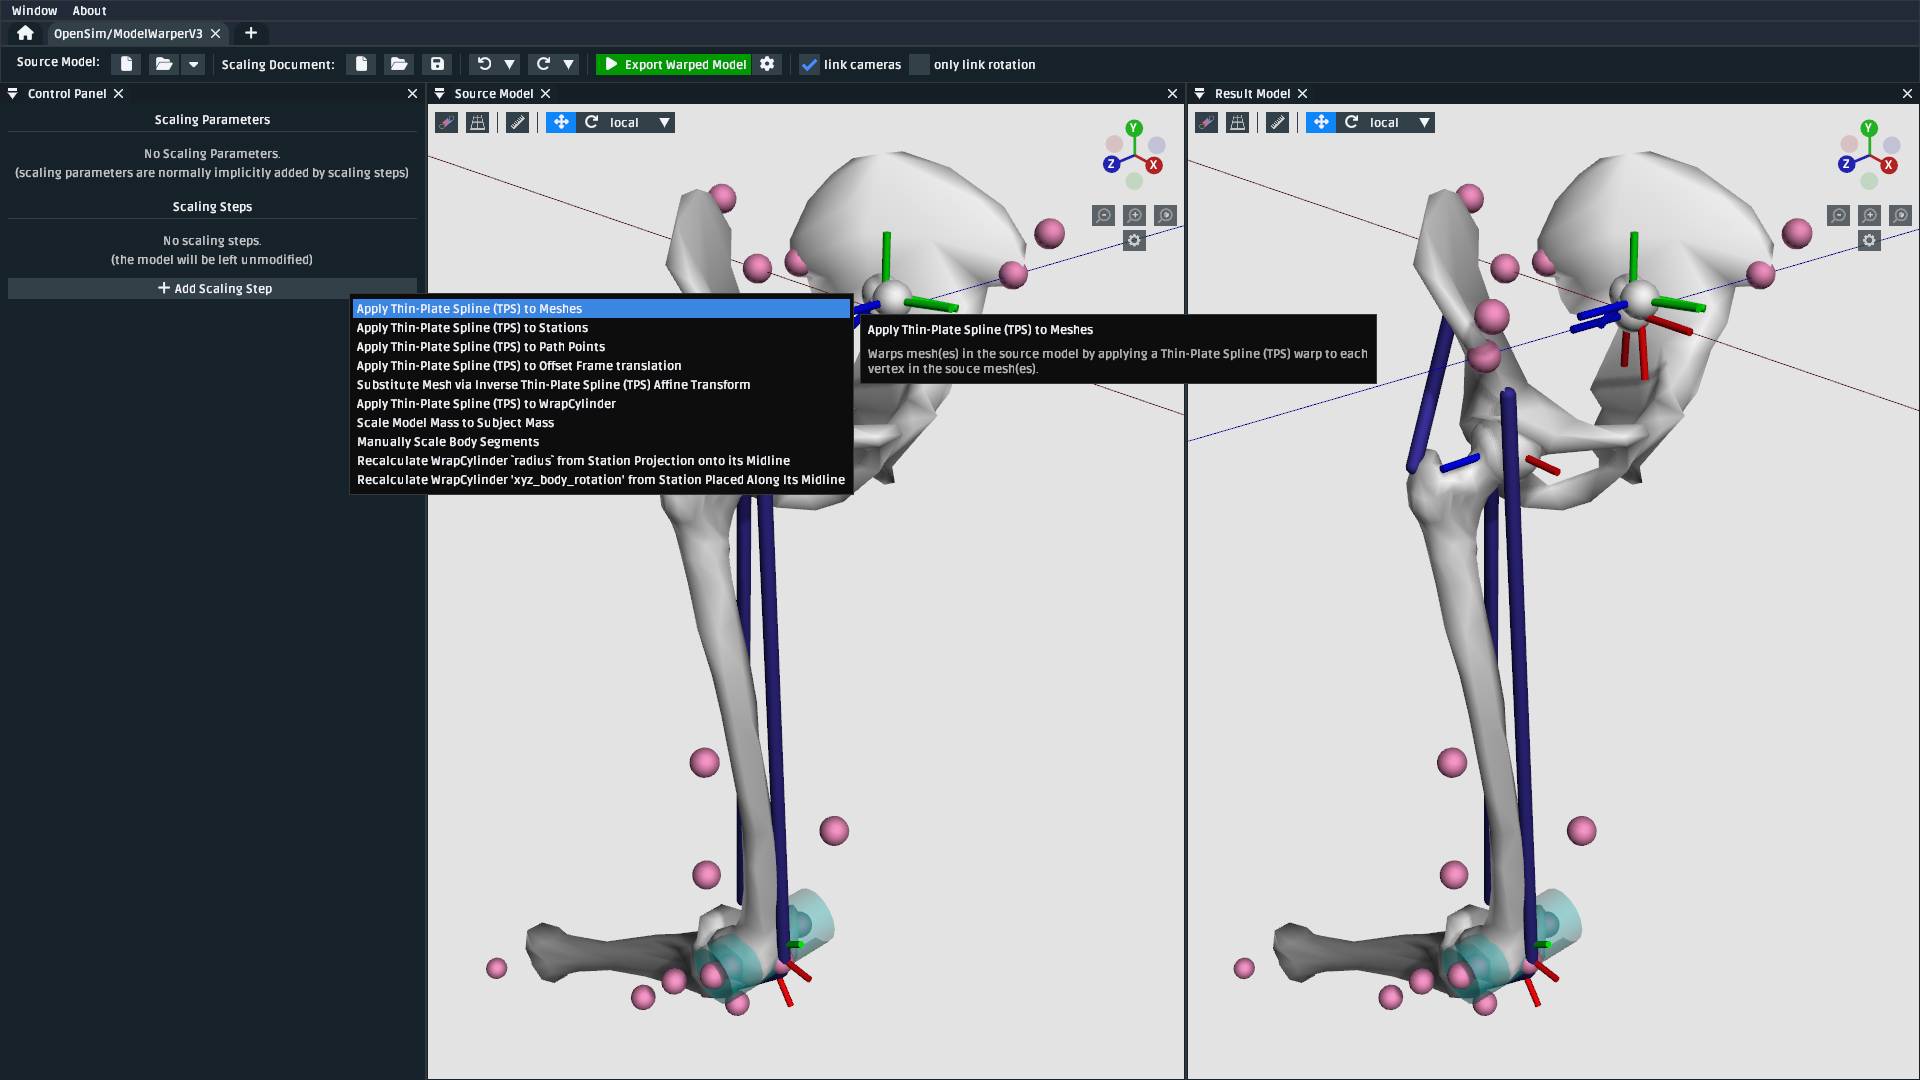 Window About
OpenSim/ModelWarperV3
Source Model: Scaling Document: Export Warped Model link cameras only link rotation
Control Panel
Scaling Parameters
No Scaling Parameters.
(scaling parameters are normally implicitly added by scaling steps)
Scaling Steps
No scaling steps.
(the model will be left unmodified)
Add Scaling Step
Apply Thin-Plate Spline (TPS) to Meshes
Apply Thin-Plate Spline (TPS) to Stations
Apply Thin-Plate Spline (TPS) to Path Points
Apply Thin-Plate Spline (TPS) to Offset Frame translation
Substitute Mesh via Inverse Thin-Plate Spline (TPS) Affine Transform
Apply Thin-Plate Spline (TPS) to WrapCylinder
Scale Model Mass to Subject Mass
Manually Scale Body Segments
Recalculate WrapCylinder `radius` from Station Projection onto its Midline
Recalculate WrapCylinder 'xyz_body_rotation' from Station Placed Along Its Midline
Apply Thin-Plate Spline (TPS) to Meshes
Warps mesh(es) in the source model by applying a Thin-Plate Spline (TPS) warp to each
vertex in the souce mesh(es).
Source Model
local
Y
Z
X
Result Model
local
Y
Z
X